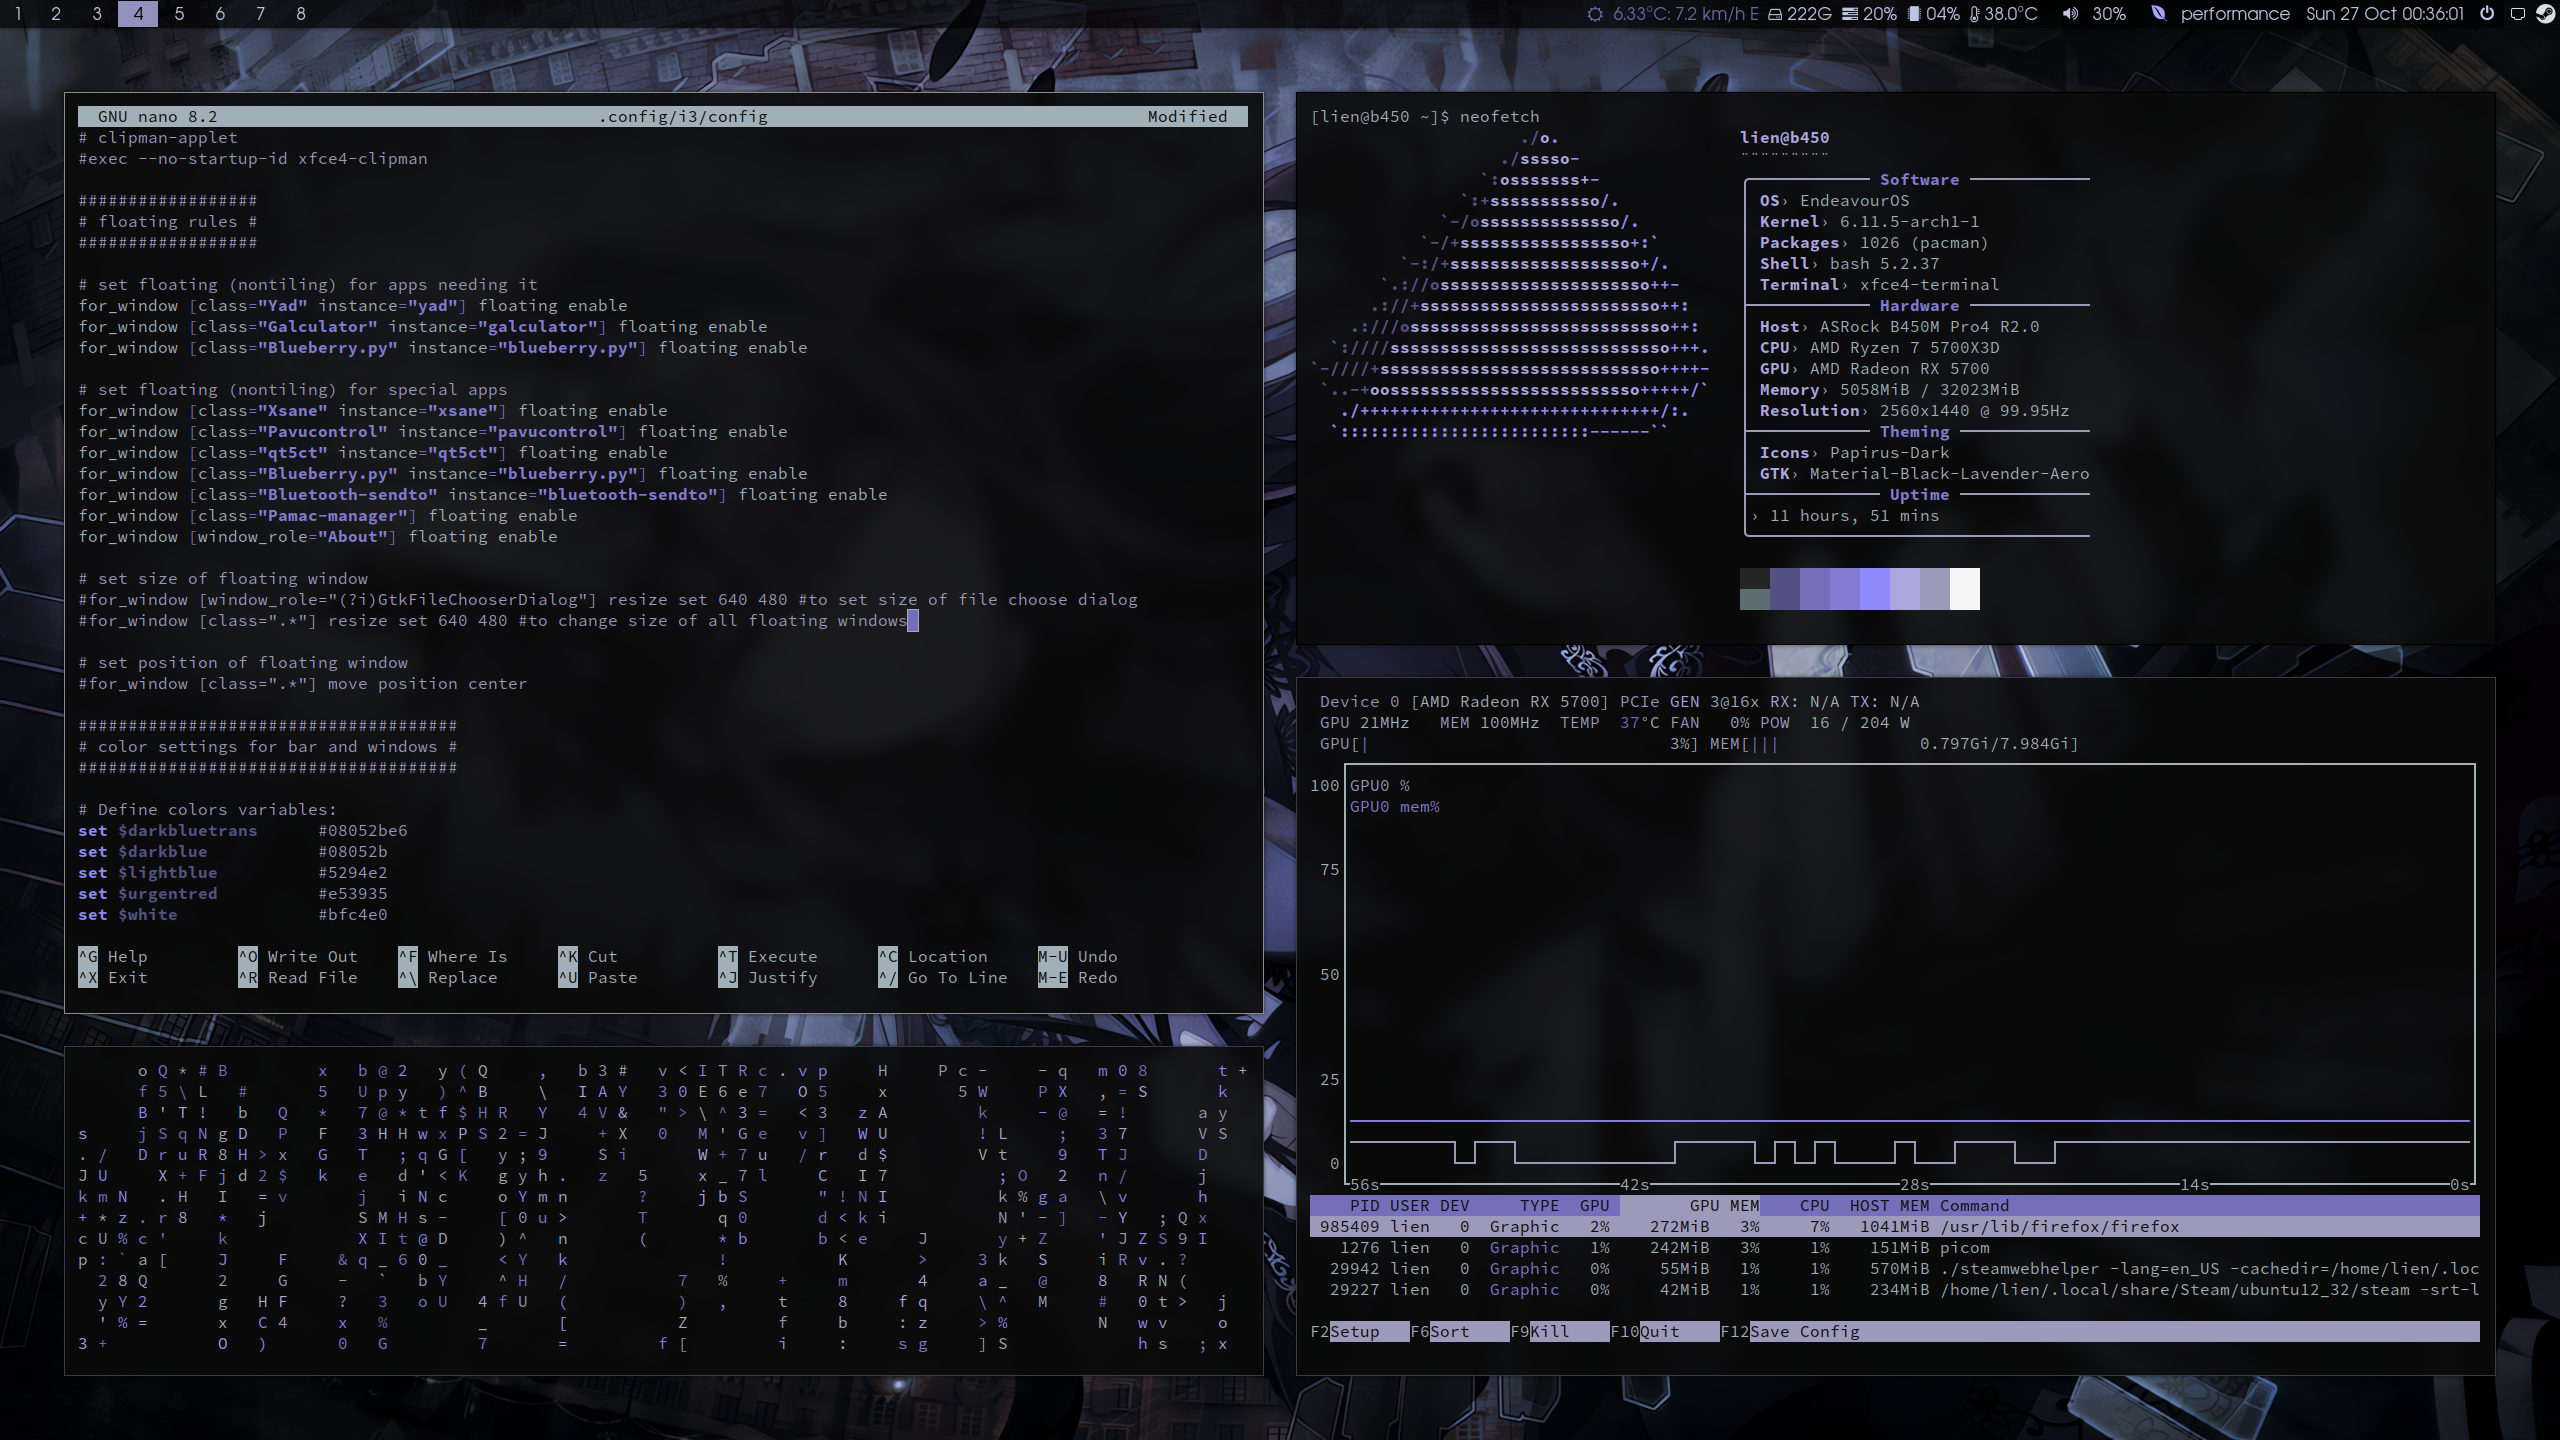 1 2 3 4 5 6 7 8 6.33°C: 7.2 km/h E 222G 20% 04% 38.0°C 30% performance Sun 27 Oct 00:36:01
GNU nano 8.2 .config/i3/config Modified
# clipman-applet
#exec --no-startup-id xfce4-clipman
##################
# floating rules #
##################
# set floating (nontiling) for apps needing it
for_window [class="Yad" instance="yad"] floating enable
for_window [class="Galculator" instance="galculator"] floating enable
for_window [class="Blueberry.py" instance="blueberry.py"] floating enable
# set floating (nontiling) for special apps
for_window [class="Xsane" instance="xsane"] floating enable
for_window [class="Pavucontrol" instance="pavucontrol"] floating enable
for_window [class="qt5ct" instance="qt5ct"] floating enable
for_window [class="Blueberry.py" instance="blueberry.py"] floating enable
for_window [class="Bluetooth-sendto" instance="bluetooth-sendto"] floating enable
for_window [class="Pamac-manager"] floating enable
for_window [window_role="About"] floating enable
# set size of floating window
#for_window [window_role="(?i)GtkFileChooserDialog"] resize set 640 480 #to set size of file choose dialog
#for_window [class=".*"] resize set 640 480 #to change size of all floating windows
# set position of floating window
#for_window [class=".*"] move position center
######################################
# color settings for bar and windows #
######################################
# Define colors variables:
set $darkbluetrans #08052be6
set $darkblue #08052b
set $lightblue #5294e2
set $urgentred #e53935
set $white #bfc4e0
^G Help ^O Write Out ^F Where Is ^K Cut ^T Execute ^C Location M-U Undo
^X Exit ^R Read File ^\ Replace ^U Paste ^J Justify ^/ Go To Line M-E Redo
[lien@b450 ~]$ neofetch
lien@b450
Software
OS› EndeavourOS
Kernel› 6.11.5-arch1-1
Packages› 1026 (pacman)
Shell› bash 5.2.37
Terminal› xfce4-terminal
Hardware
Host› ASRock B450M Pro4 R2.0
CPU› AMD Ryzen 7 5700X3D
GPU› AMD Radeon RX 5700
Memory› 5058MiB / 32023MiB
Resolution› 2560x1440 @ 99.95Hz
Theming
Icons› Papirus-Dark
GTK› Material-Black-Lavender-Aero
Uptime
› 11 hours, 51 mins
Device 0 [AMD Radeon RX 5700] PCIe GEN 3@16x RX: N/A TX: N/A
GPU 21MHz MEM 100MHz TEMP 37°C FAN 0% POW 16 / 204 W
GPU[| 3%] MEM[||| 0.797Gi/7.984Gi]
100 GPU0 %
GPU0 mem%
75
50
25
0
56s 42s 28s 14s 0s
PID USER DEV TYPE GPU GPU MEM CPU HOST MEM Command
985409 lien 0 Graphic 2% 272MiB 3% 7% 1041MiB /usr/lib/firefox/firefox
1276 lien 0 Graphic 1% 242MiB 3% 1% 151MiB picom
29942 lien 0 Graphic 0% 55MiB 1% 1% 570MiB ./steamwebhelper -lang=en_US -cachedir=/home/lien/.loc
29227 lien 0 Graphic 0% 42MiB 1% 1% 234MiB /home/lien/.local/share/Steam/ubuntu12_32/steam -srt-l
F2Setup F6Sort F9Kill F10Quit F12Save Config